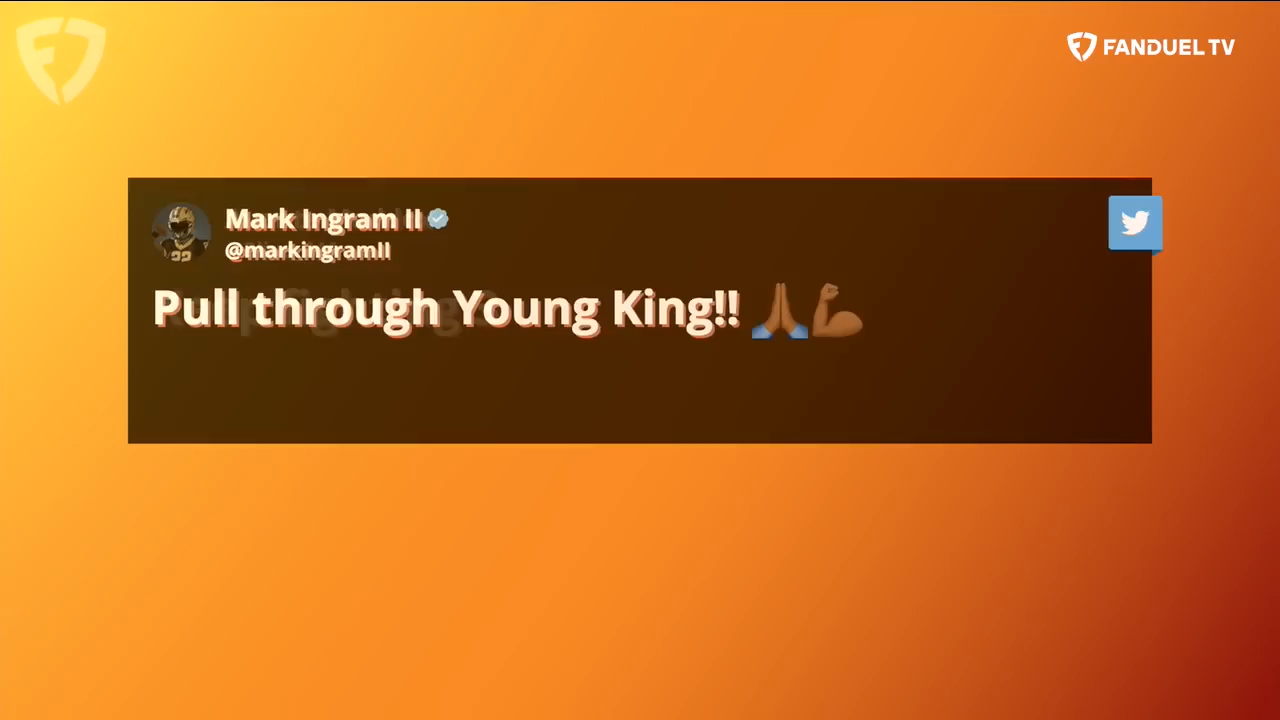 FANDUEL TV
Mark Ingram II
@markingramII
Pull through Young King!! 🙏🏾💪🏾